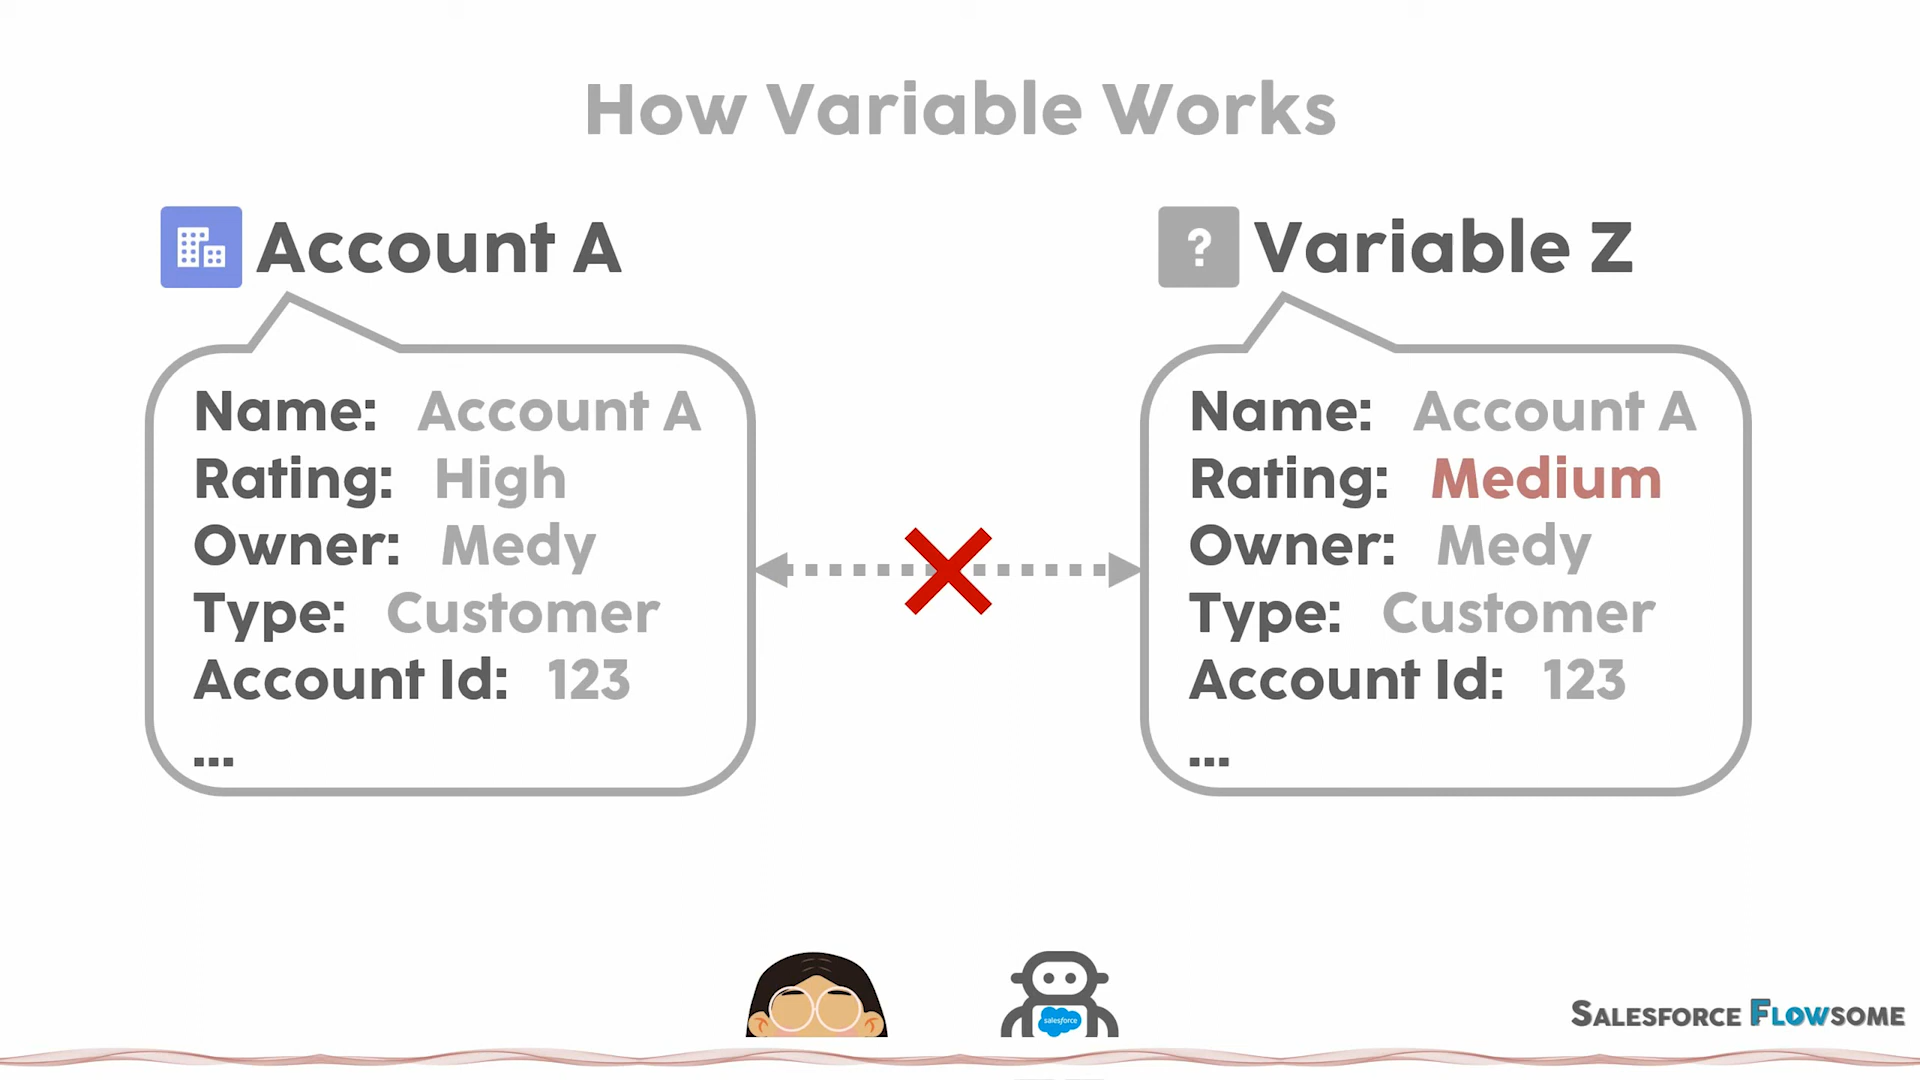 How Variable Works
Account A
Name: Account A
Rating: High
Owner: Medy
Type: Customer
Account Id: 123
...
? Variable Z
Name: Account A
Rating: Medium
Owner: Medy
Type: Customer
Account Id: 123
...
salesforce
SALESFORCE FLOWSOME